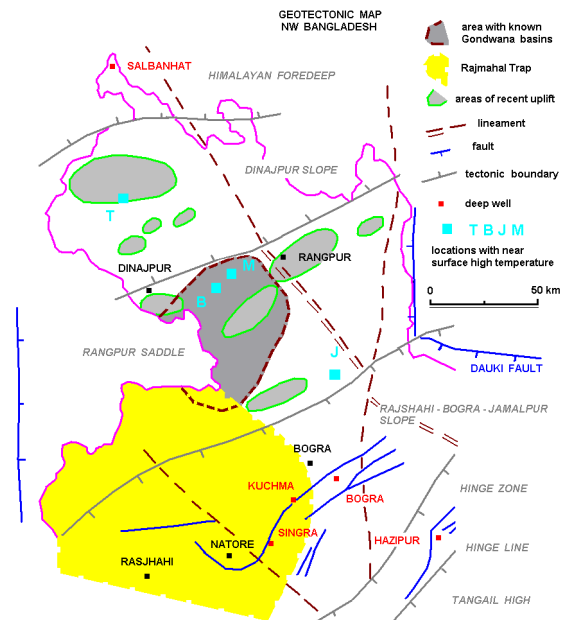 GEOTECTONIC MAP
NW BANGLADESH
area with known
Gondwana basins
SALBANHAT
HIMALAYAN FOREDEEP
Rajmahal Trap
areas of recent uplift
lineament
fault
DINAJPUR SLOPE
tectonic boundary
deep well
T
T B J M
locations with near
surface high temperature
RANGPUR
DINAJPUR
M
B
0
50 km
RANGPUR SADDLE
J
DAUKI FAULT
RAJSHAHI - BOGRA - JAMALPUR
SLOPE
BOGRA
KUCHMA
BOGRA
HINGE ZONE
SINGRA
HAZIPUR
NATORE
HINGE LINE
RASJHAHI
TANGAIL HIGH